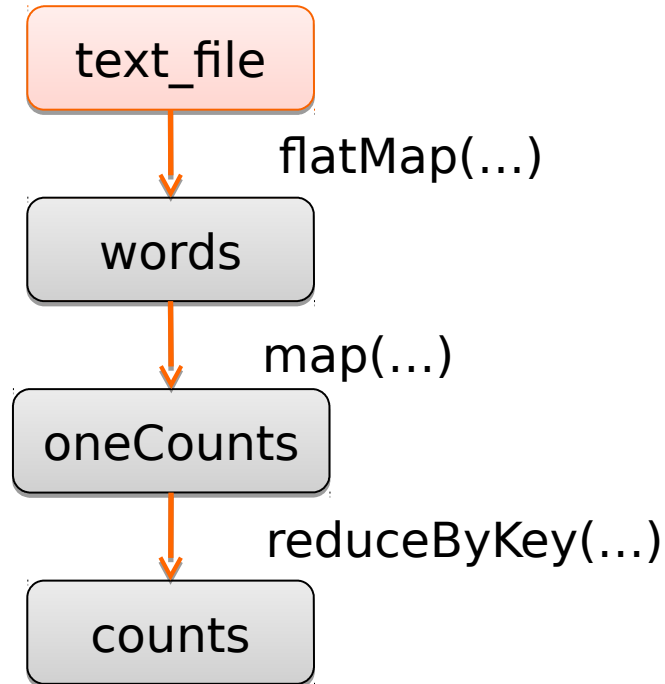 text_file
flatMap(...)
words
map(...)
oneCounts
reduceByKey(...)
counts